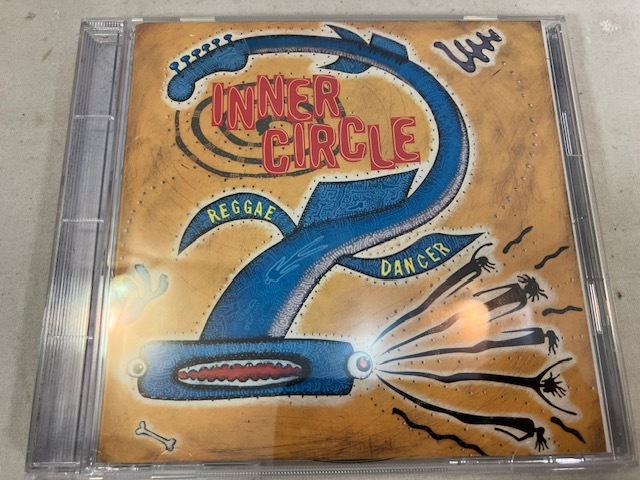 INNER
CIRCLE
REGGAE
DANCER